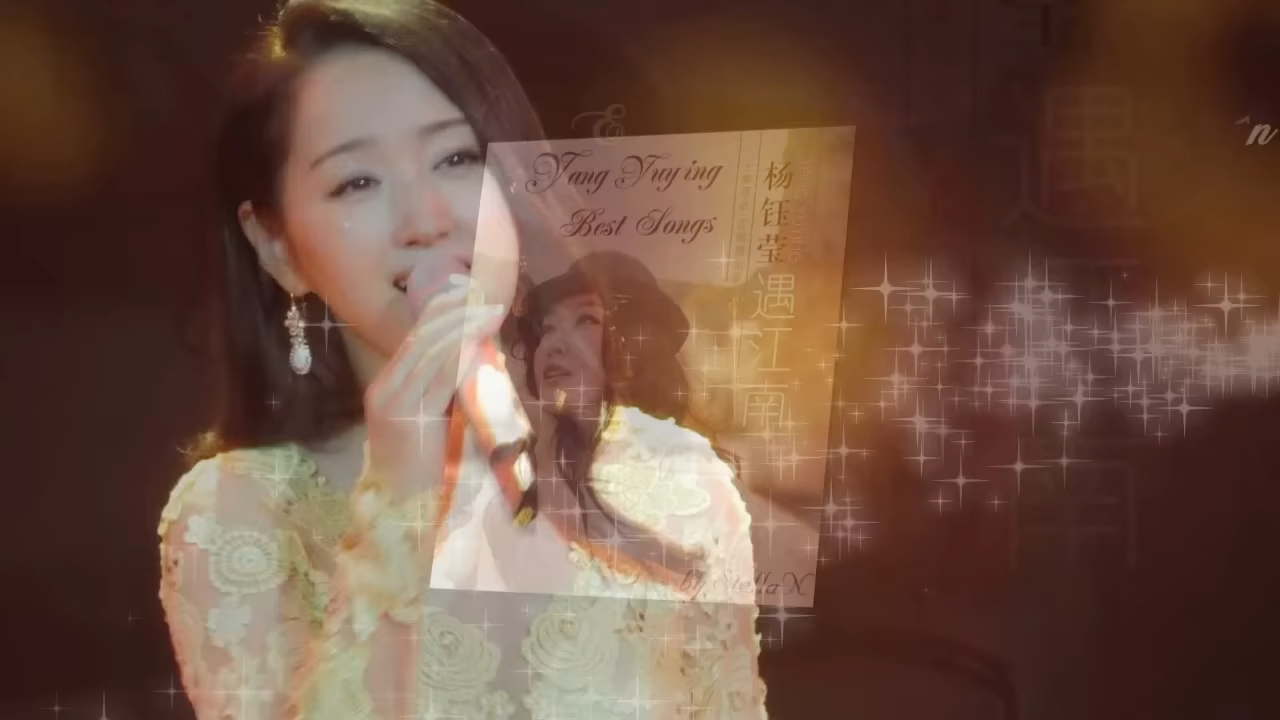 Yang Yuying
Best Songs
杨钰莹
遇江南
by StellaN